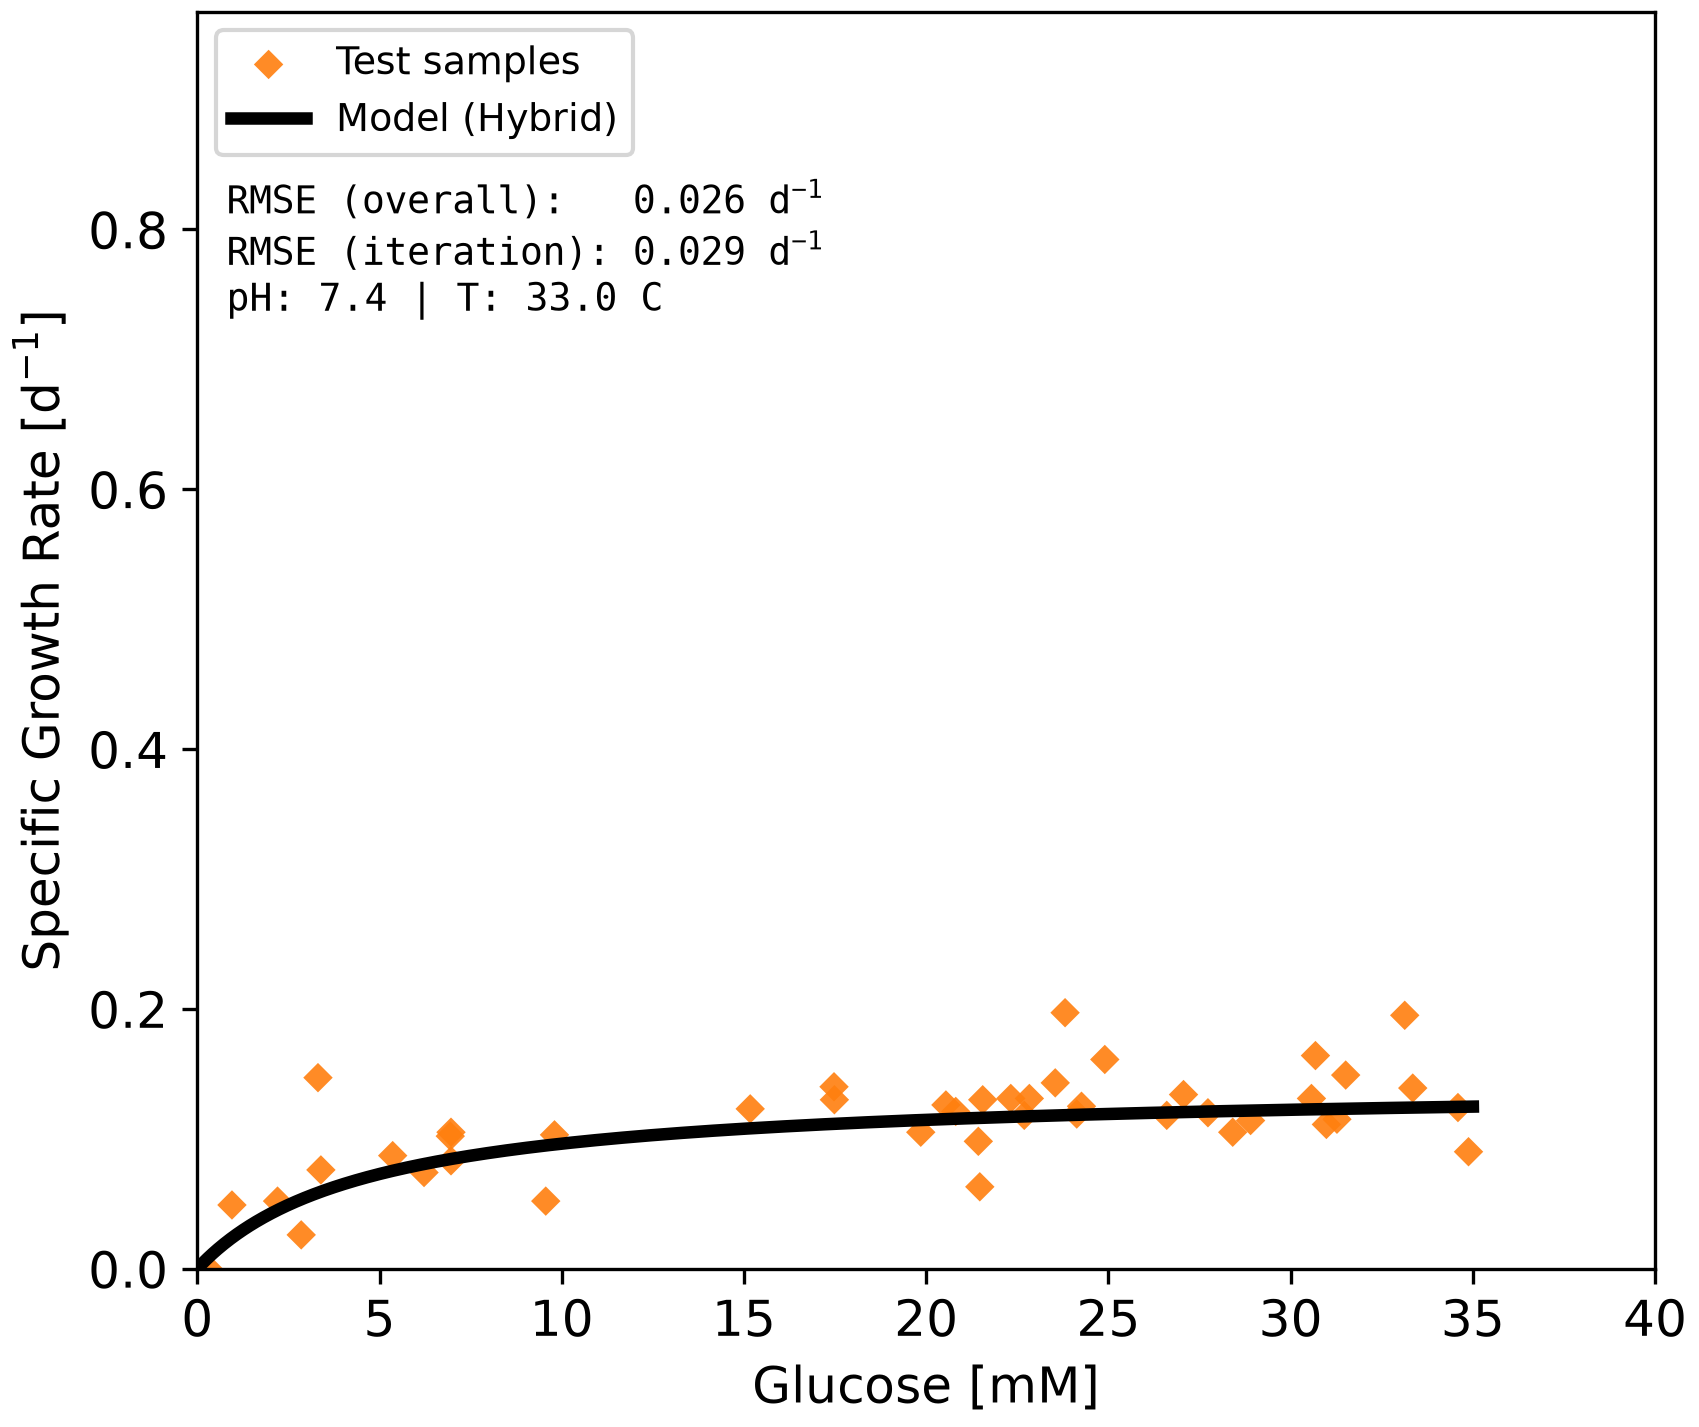 Test samples
Model (Hybrid)
RMSE (overall): 0.026 d⁻¹
RMSE (iteration): 0.029 d⁻¹
pH: 7.4 | T: 33.0 C
Specific Growth Rate [d⁻¹]
0.8
0.6
0.4
0.2
0.0
0 5 10 15 20 25 30 35 40
Glucose [mM]